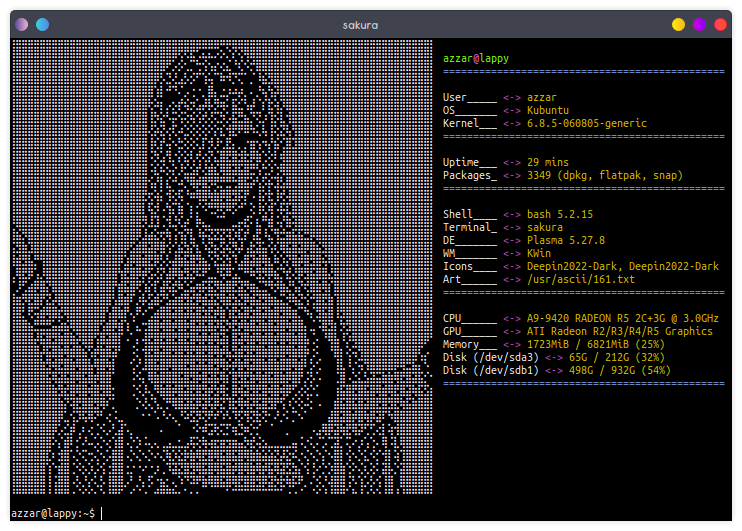 sakura
azzar@lappy
===============================================
User_____ <-> azzar
OS_______ <-> Kubuntu
Kernel___ <-> 6.8.5-060805-generic
===============================================
Uptime___ <-> 29 mins
Packages_ <-> 3349 (dpkg, flatpak, snap)
===============================================
Shell____ <-> bash 5.2.15
Terminal_ <-> sakura
DE_______ <-> Plasma 5.27.8
WM_______ <-> KWin
Icons____ <-> Deepin2022-Dark, Deepin2022-Dark
Art______ <-> /usr/ascii/161.txt
===============================================
CPU______ <-> A9-9420 RADEON R5 2C+3G @ 3.0GHz
GPU______ <-> ATI Radeon R2/R3/R4/R5 Graphics
Memory___ <-> 1723MiB / 6821MiB (25%)
Disk (/dev/sda3) <-> 65G / 212G (32%)
Disk (/dev/sdb1) <-> 498G / 932G (54%)
===============================================
azzar@lappy:~$